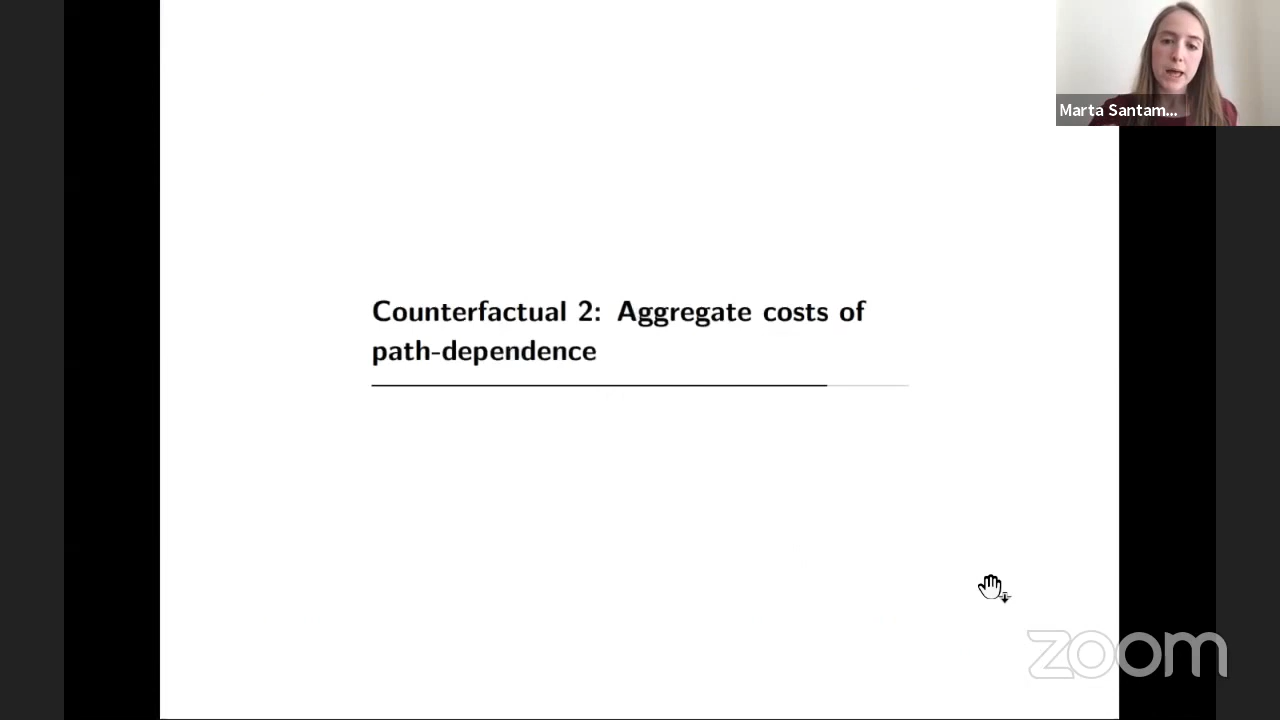 Marta Santam...
Counterfactual 2: Aggregate costs of
path-dependence
zoom